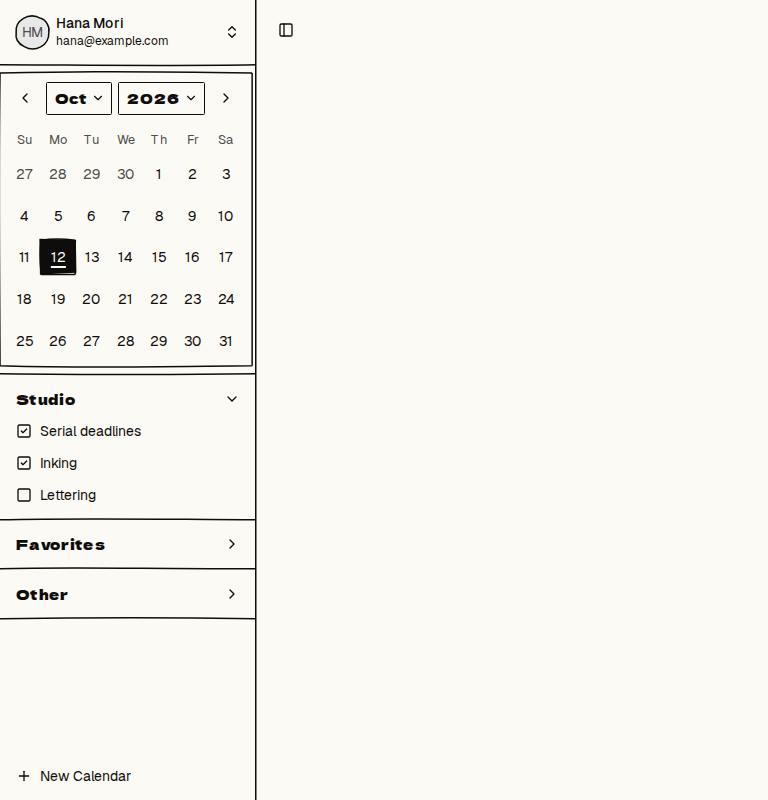 HM
Hana Mori
hana@example.com
Oct 2026
Su Mo Tu We Th Fr Sa
27 28 29 30 1 2 3
4 5 6 7 8 9 10
11 12 13 14 15 16 17
18 19 20 21 22 23 24
25 26 27 28 29 30 31
Studio
Serial deadlines
Inking
Lettering
Favorites
Other
New Calendar